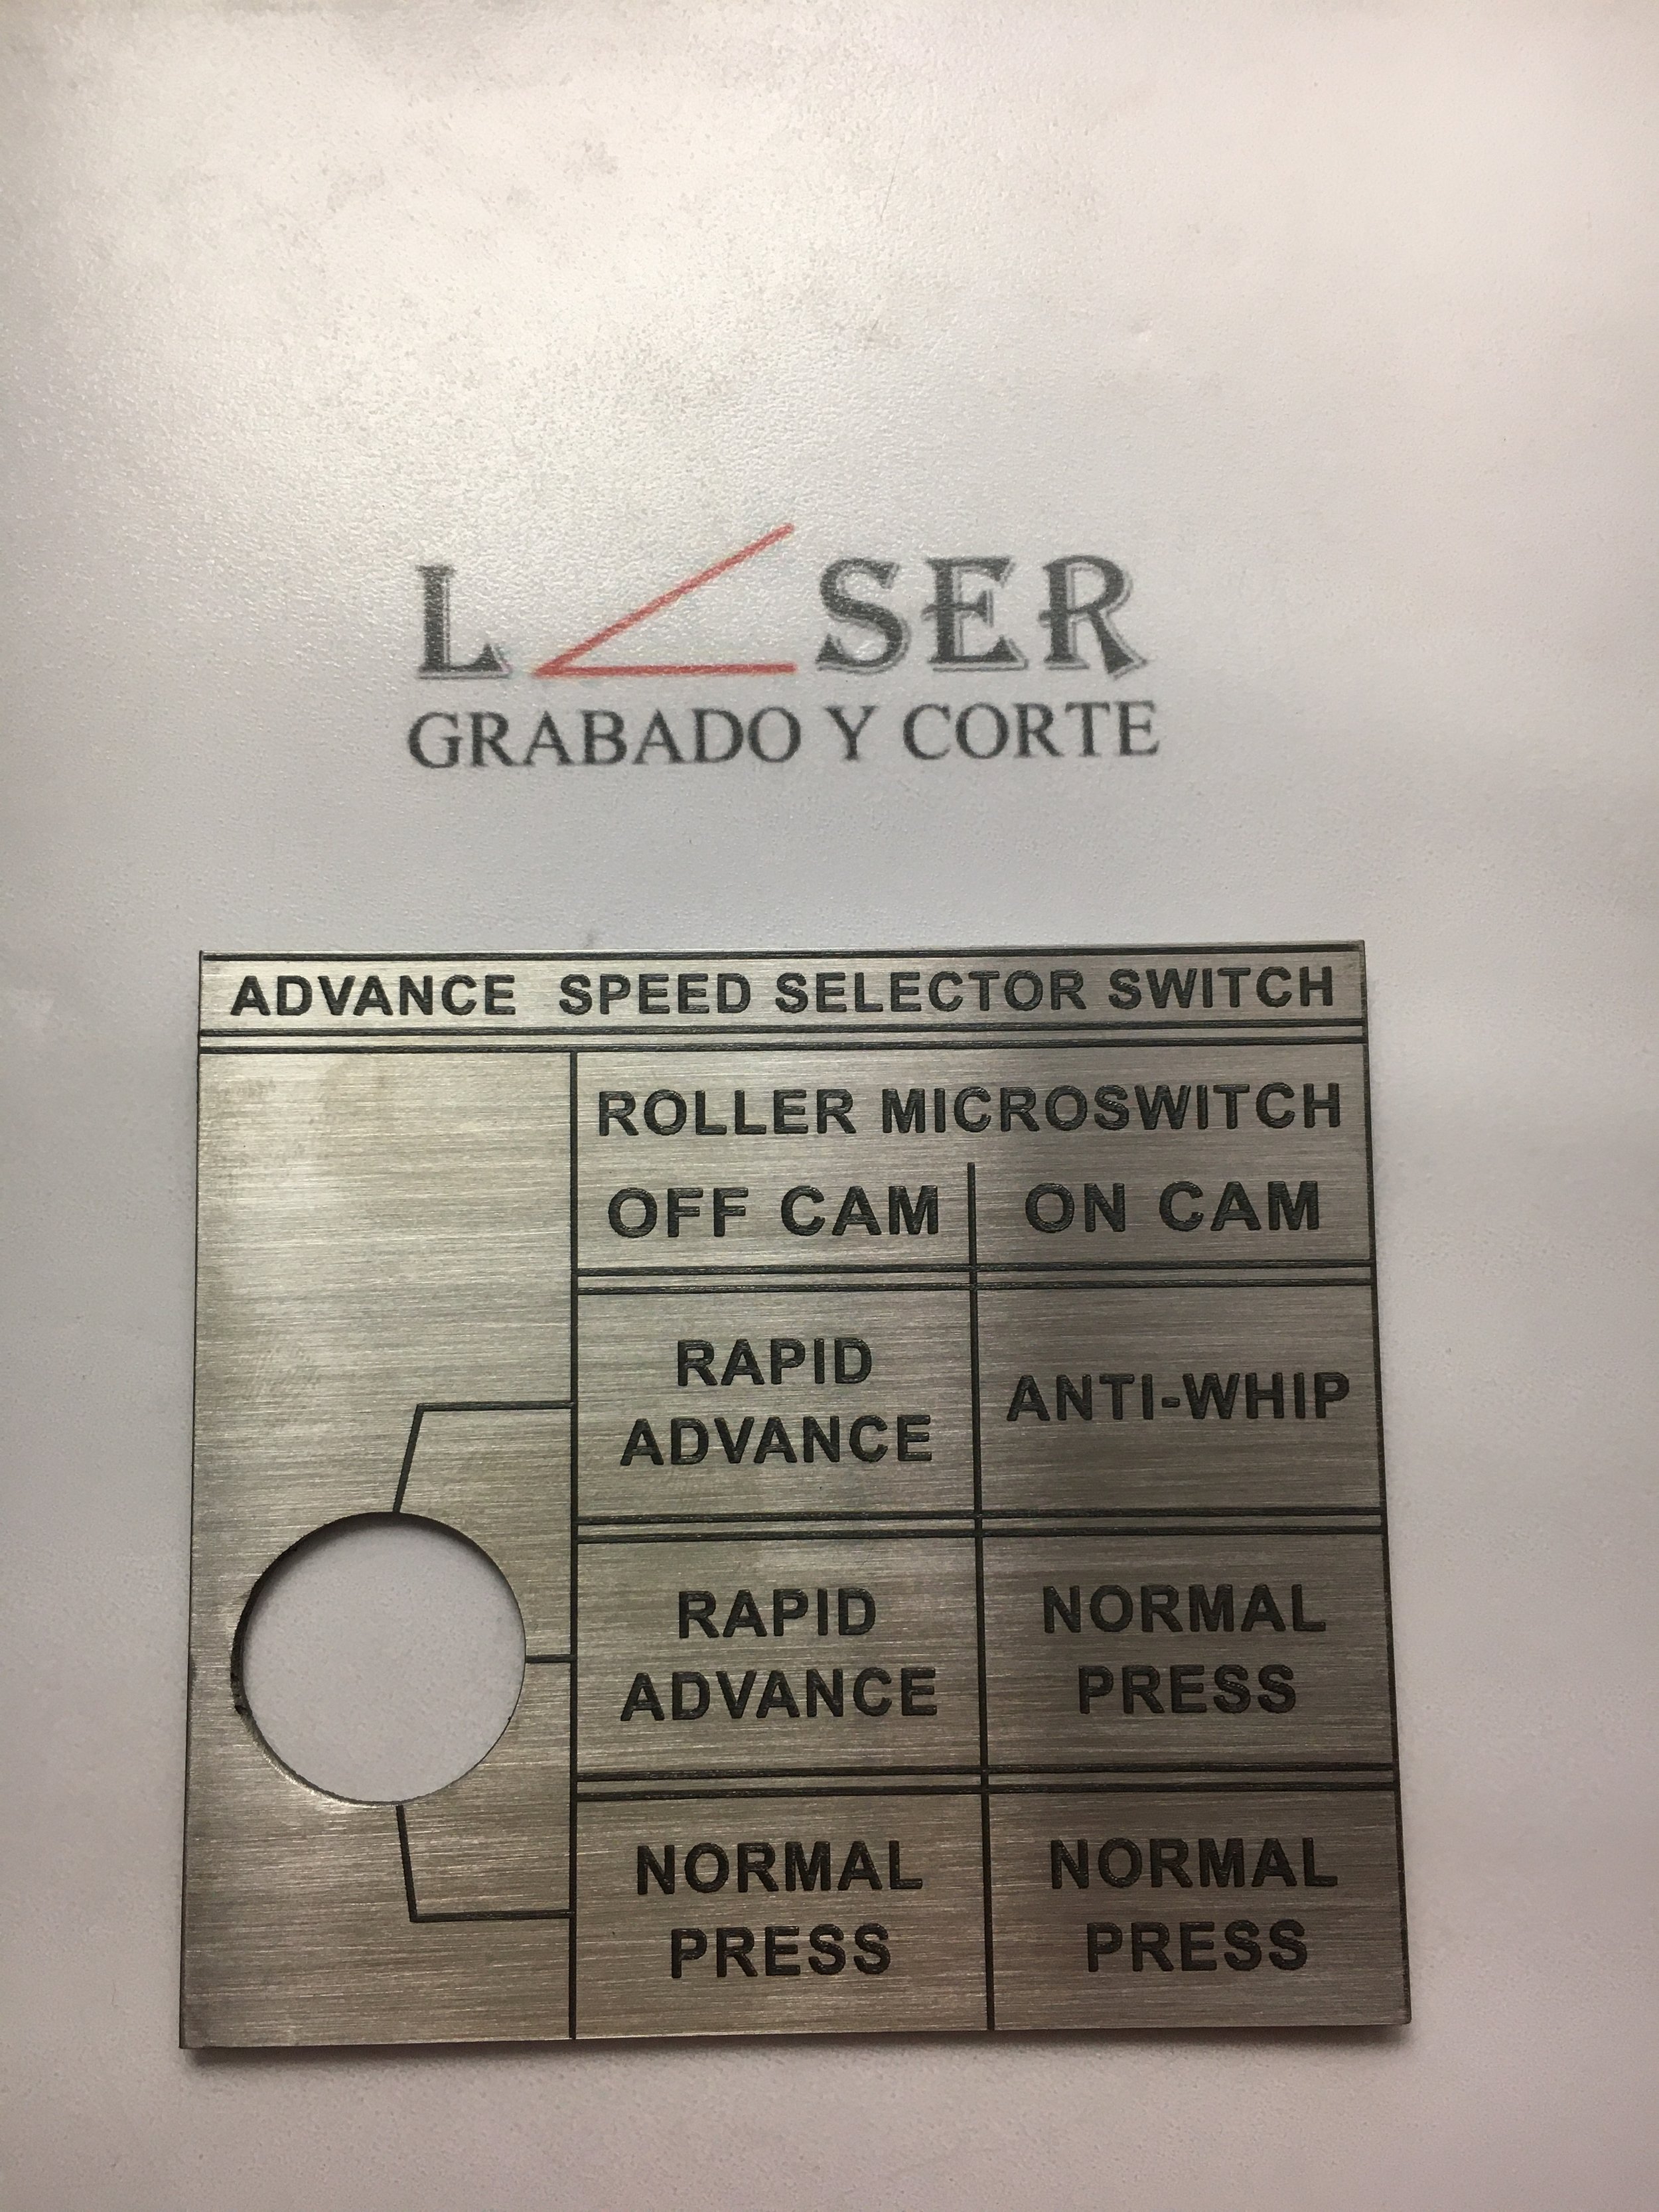 LASER
GRABADO Y CORTE
ADVANCE SPEED SELECTOR SWITCH
ROLLER MICROSWITCH
OFF CAM ON CAM
RAPID
ADVANCE
ANTI-WHIP
RAPID
ADVANCE
NORMAL
PRESS
NORMAL
PRESS
NORMAL
PRESS